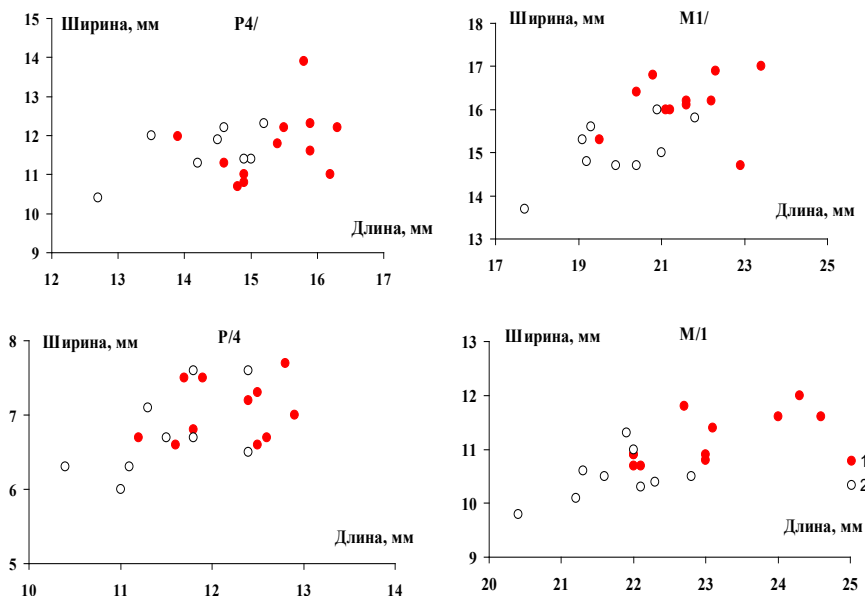 Ширина, мм P4/
15
14
13
12
11
10
9
Длина, мм
12 13 14 15 16 17
Ширина, мм M1/
18
17
16
15
14
13
Длина, мм
17 19 21 23 25
Ширина, мм P/4
8
7
6
5
Длина, мм
10 11 12 13 14
Ширина, мм M/1
13
12
11
10
9
Длина, мм
20 21 22 23 24 25
1
2